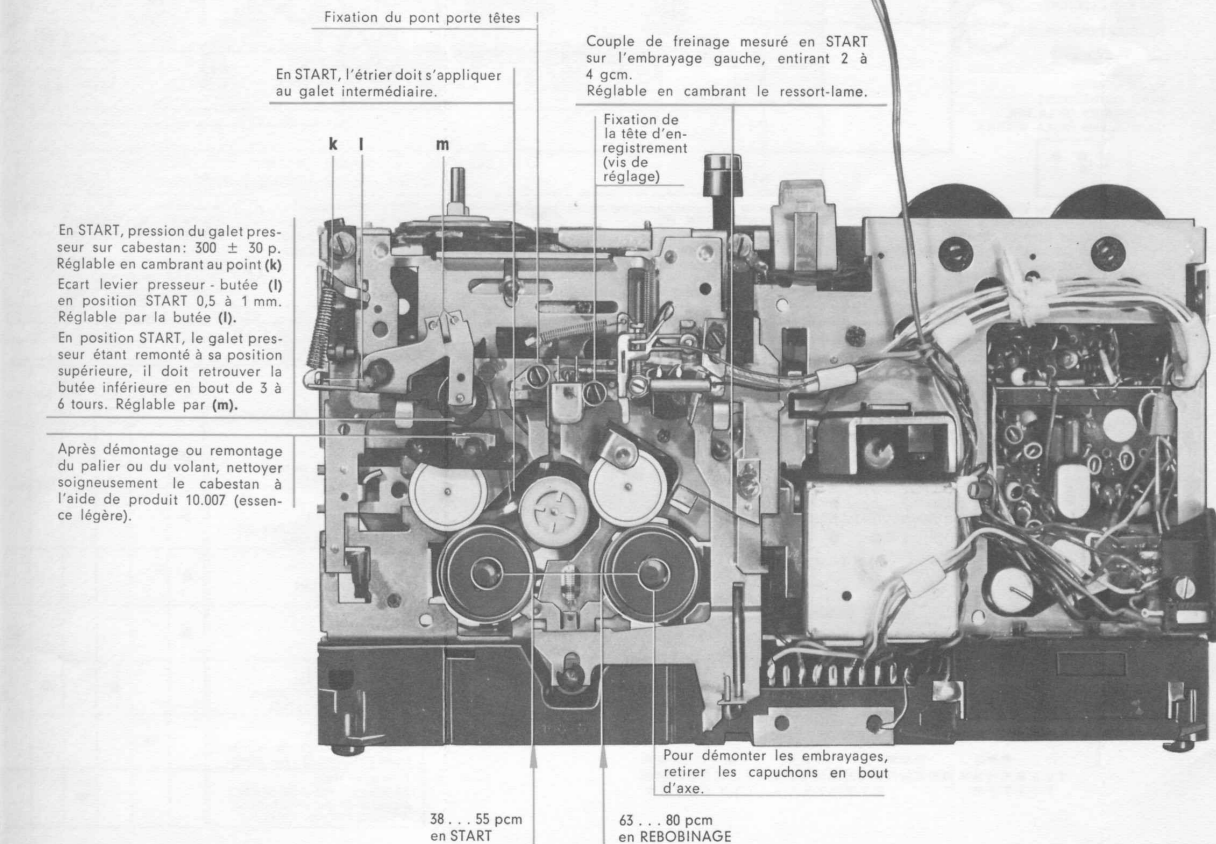 Fixation du pont porte têtes
En START, l'étrier doit s'appliquer
au galet intermédiaire.
Couple de freinage mesuré en START
sur l'embrayage gauche, entirant 2 à
4 gcm.
Réglable en cambrant le ressort-lame.
Fixation de
la tête d'en-
registrement
(vis de
réglage)
k l m
En START, pression du galet pres-
seur sur cabestan: 300 ± 30 p.
Réglable en cambrant au point (k)
Ecart levier presseur - butée (l)
en position START 0,5 à 1 mm.
Réglable par la butée (l).
En position START, le galet pres-
seur étant remonté à sa position
supérieure, il doit retrouver la
butée inférieure en bout de 3 à
6 tours. Réglable par (m).
Après démontage ou remontage
du palier ou du volant, nettoyer
soigneusement le cabestan à
l'aide de produit 10.007 (essen-
ce légère).
Pour démonter les embrayages,
retirer les capuchons en bout
d'axe.
38 . . . 55 pcm
en START
63 . . . 80 pcm
en REBOBINAGE